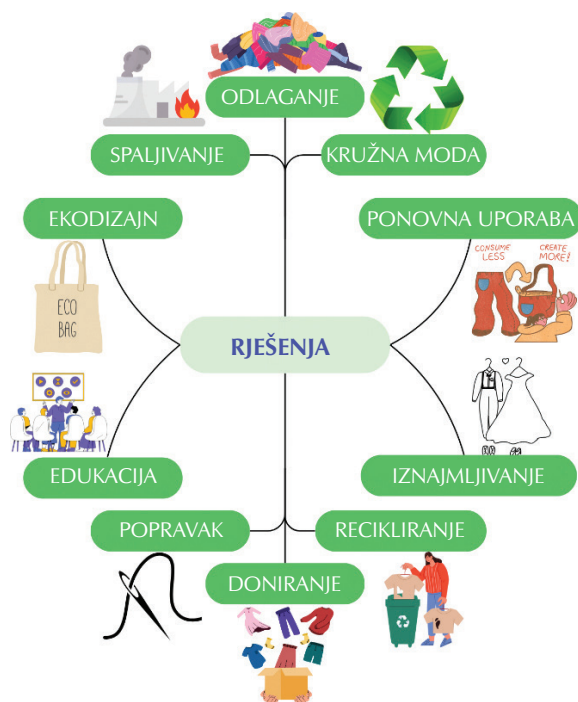 ODLAGANJE
SPALJIVANJE
KRUŽNA MODA
EKODIZAJN
PONOVNA UPORABA
ECO
BAG
CONSUME
LESS
CREATE
MORE!
RJEŠENJA
EDUKACIJA
IZNAJMLJIVANJE
POPRAVAK
RECIKLIRANJE
DONIRANJE